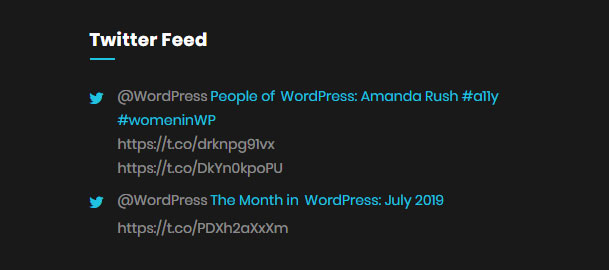 Twitter Feed
@WordPress People of WordPress: Amanda Rush #a11y
#womeninWP
https://t.co/drknpg91vx
https://t.co/DkYn0kpoPU
@WordPress The Month in WordPress: July 2019
https://t.co/PDXh2aXxXm